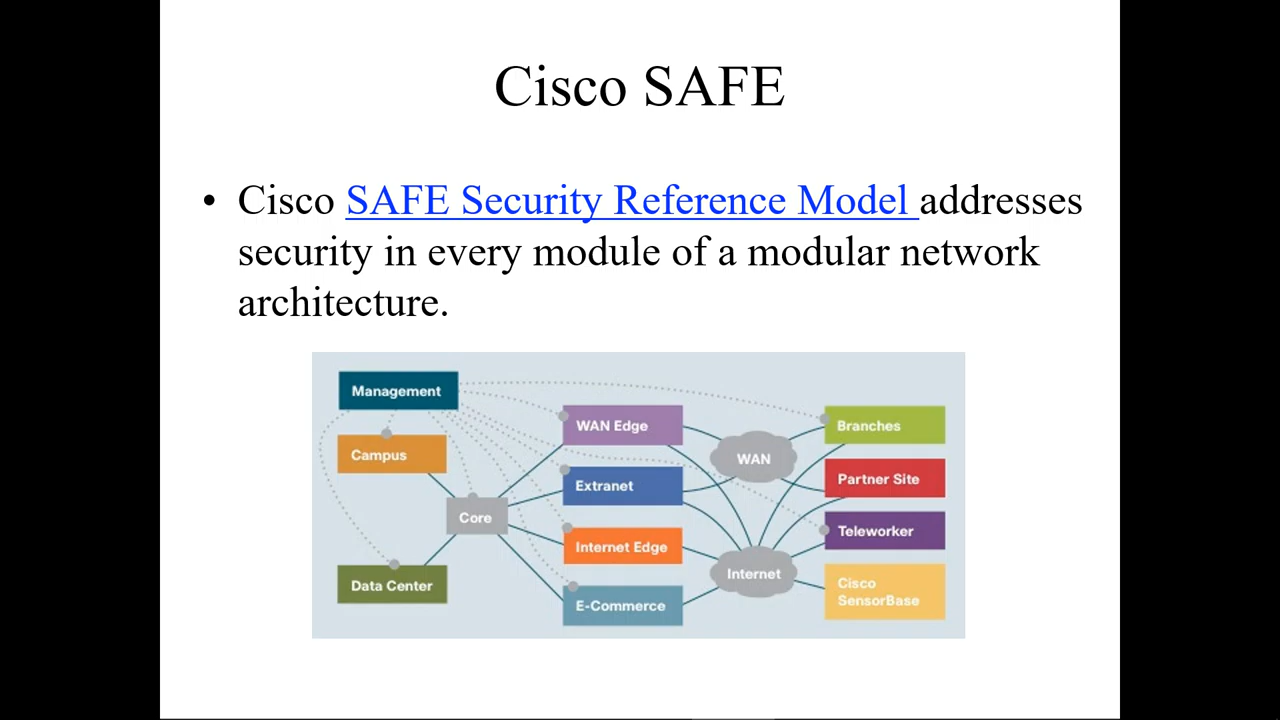 Cisco SAFE
• Cisco SAFE Security Reference Model addresses
security in every module of a modular network
architecture.
Management
Campus
Core
Data Center
WAN Edge
Extranet
Internet Edge
E-Commerce
WAN
Internet
Branches
Partner Site
Teleworker
Cisco
SensorBase